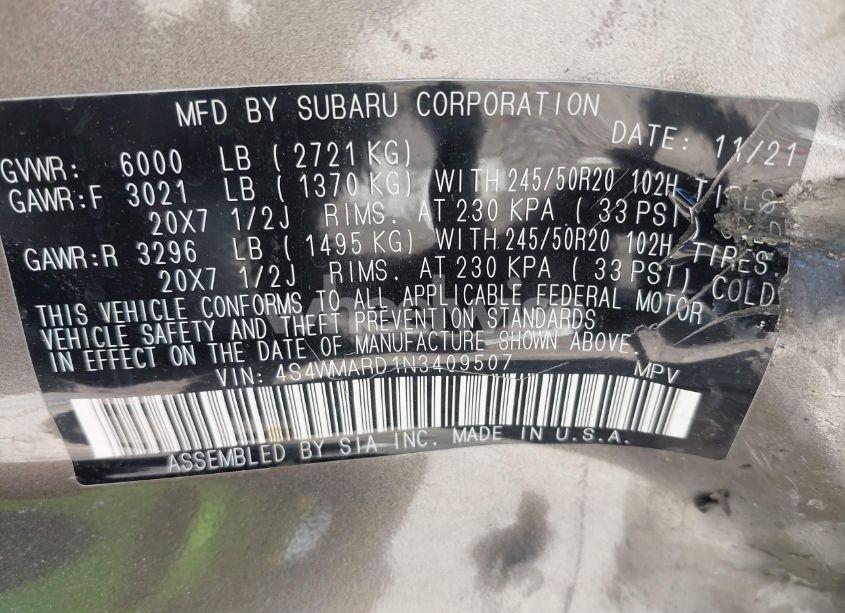 MFD BY SUBARU CORPORATION
DATE: 11/21
GVWR: 6000 LB ( 2721 KG)
GAWR:F 3021 LB ( 1370 KG) WITH 245/50R20 102H TIRES
20X7 1/2J RIMS. AT 230 KPA ( 33 PSI)
GAWR:R 3296 LB ( 1495 KG) WITH 245/50R20 102H TIRES
20X7 1/2J RIMS. AT 230 KPA ( 33 PSI) COLD
THIS VEHICLE CONFORMS TO ALL APPLICABLE FEDERAL MOTOR
VEHICLE SAFETY AND THEFT PREVENTION STANDARDS
IN EFFECT ON THE DATE OF MANUFACTURE SHOWN ABOVE.
VIN: 4S4WMARD1N3409507 MPV
ASSEMBLED BY SIA INC. MADE IN U.S.A.